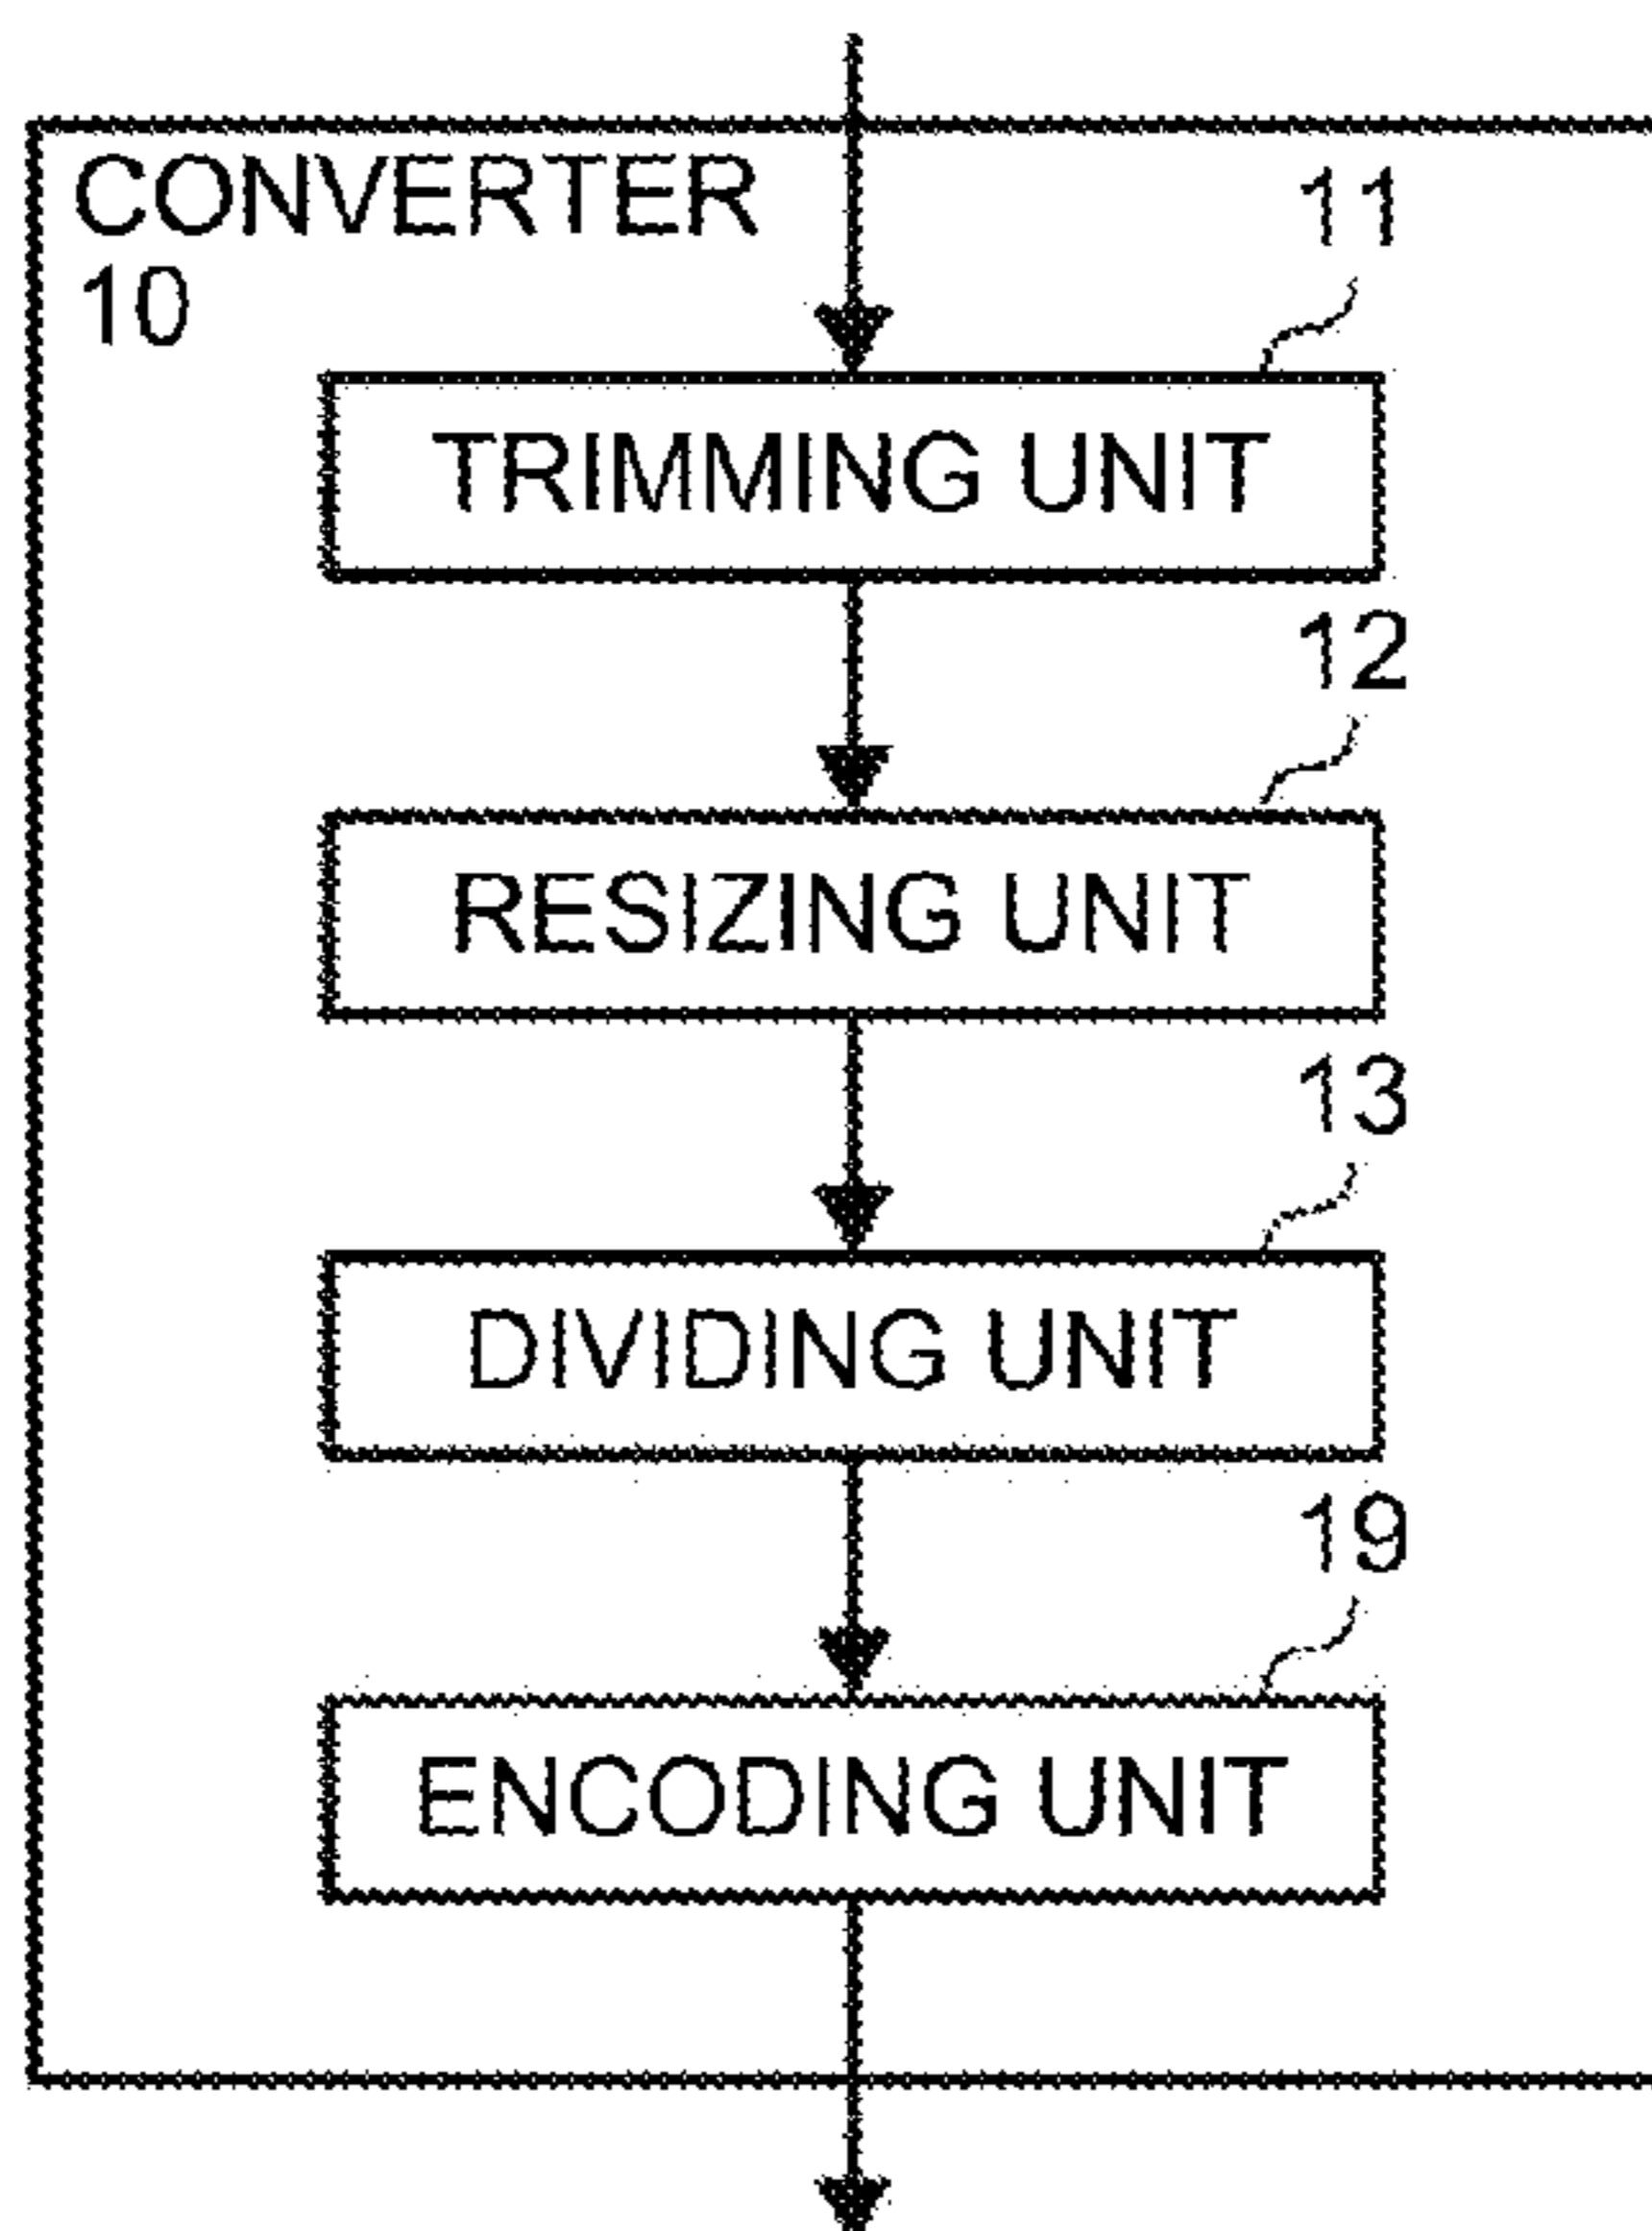 CONVERTER
10
11
TRIMMING UNIT
12
RESIZING UNIT
13
DIVIDING UNIT
19
ENCODING UNIT